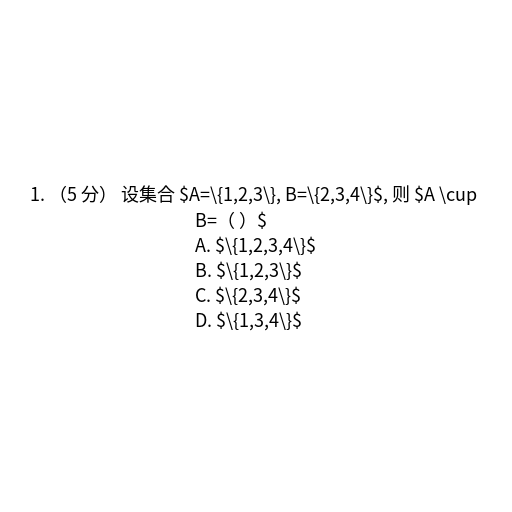 1. （5 分） 设集合 $A=\{1,2,3\}, B=\{2,3,4\}$, 则 $A \cup
B=（ ）$
A. $\{1,2,3,4\}$
B. $\{1,2,3\}$
C. $\{2,3,4\}$
D. $\{1,3,4\}$